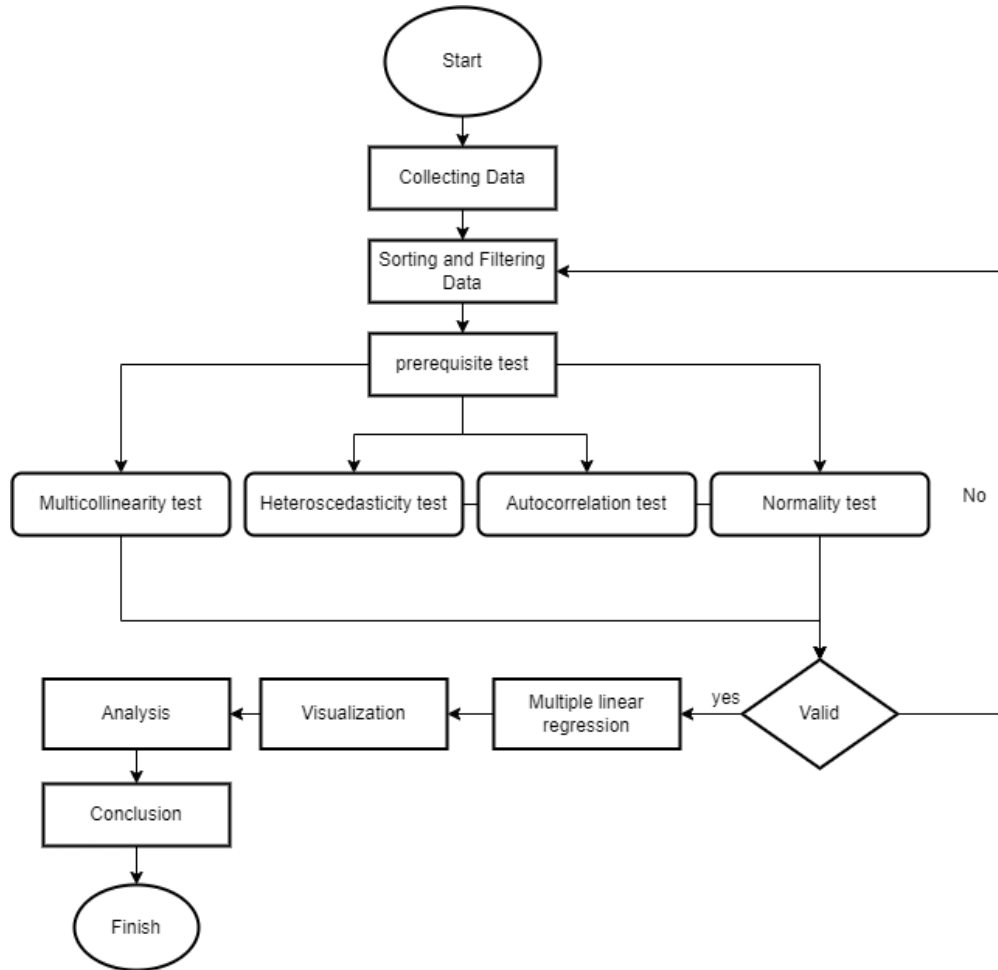 Start
Collecting Data
Sorting and Filtering
Data
prerequisite test
Multicollinearity test
Heteroscedasticity test
Autocorrelation test
Normality test
No
Analysis
Visualization
Multiple linear
regression
yes
Valid
Conclusion
Finish